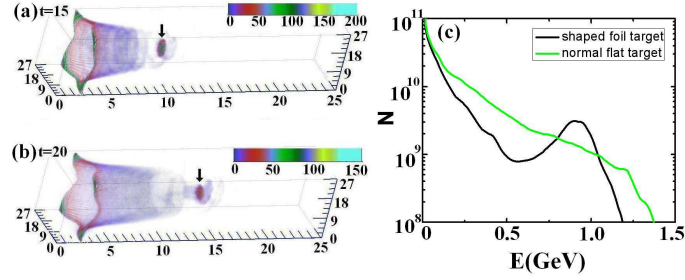 (a) t=15
0 50 100 150 200
27
18
9
0
0 5 10 15 20 25
27
18
9
0
(b) t=20
0 50 100 150
27
18
9
0
0 5 10 15 20 25
27
18
9
0
(c)
shaped foil target
normal flat target
N
10^11
10^10
10^9
10^8
0 0.5 1.0 1.5
E(GeV)